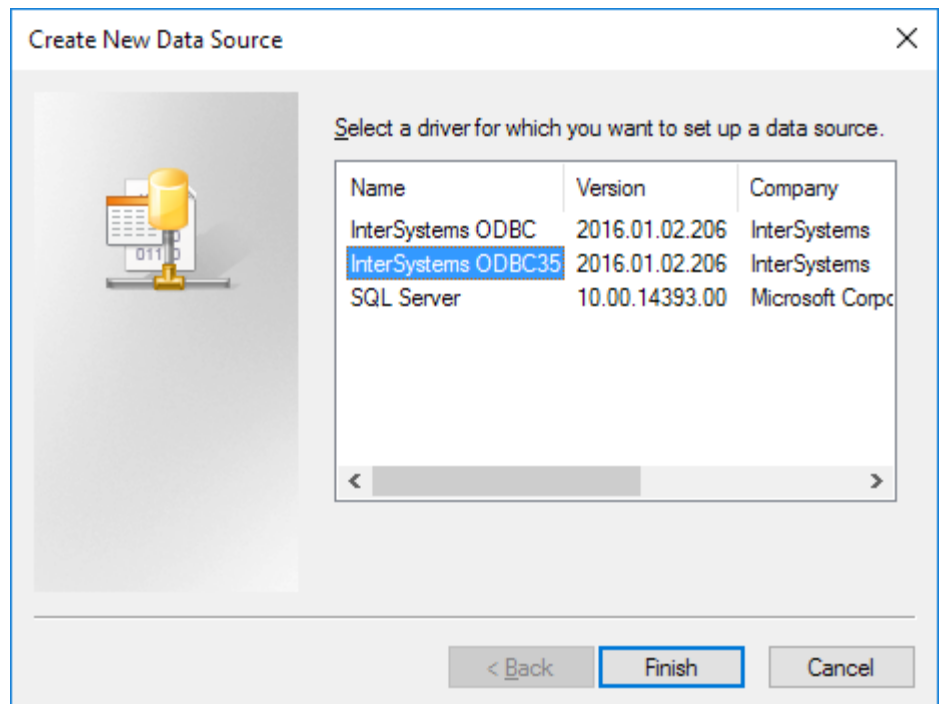 Create New Data Source
Select a driver for which you want to set up a data source.
Name Version Company
InterSystems ODBC 2016.01.02.206 InterSystems
InterSystems ODBC35 2016.01.02.206 InterSystems
SQL Server 10.00.14393.00 Microsoft Corpc
011
< Back Finish Cancel